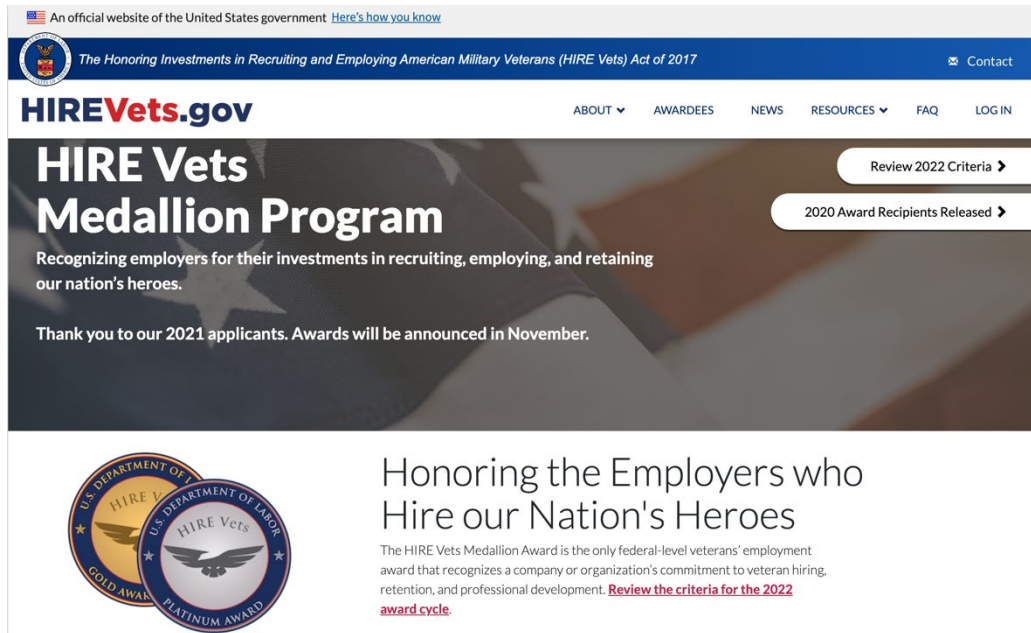 An official website of the United States government Here's how you know
The Honoring Investments in Recruiting and Employing American Military Veterans (HIRE Vets) Act of 2017
Contact
HIREVets.gov
ABOUT AWARDEES NEWS RESOURCES FAQ LOG IN
HIRE Vets
Medallion Program
Review 2022 Criteria
2020 Award Recipients Released
Recognizing employers for their investments in recruiting, employing, and retaining
our nation's heroes.
Thank you to our 2021 applicants. Awards will be announced in November.
U.S. DEPARTMENT OF L
HIRE V
GOLD AWAR
U.S. DEPARTMENT OF LABOR
HIRE Vets
PLATINUM AWARD
Honoring the Employers who
Hire our Nation's Heroes
The HIRE Vets Medallion Award is the only federal-level veterans' employment
award that recognizes a company or organization's commitment to veteran hiring,
retention, and professional development. Review the criteria for the 2022
award cycle.